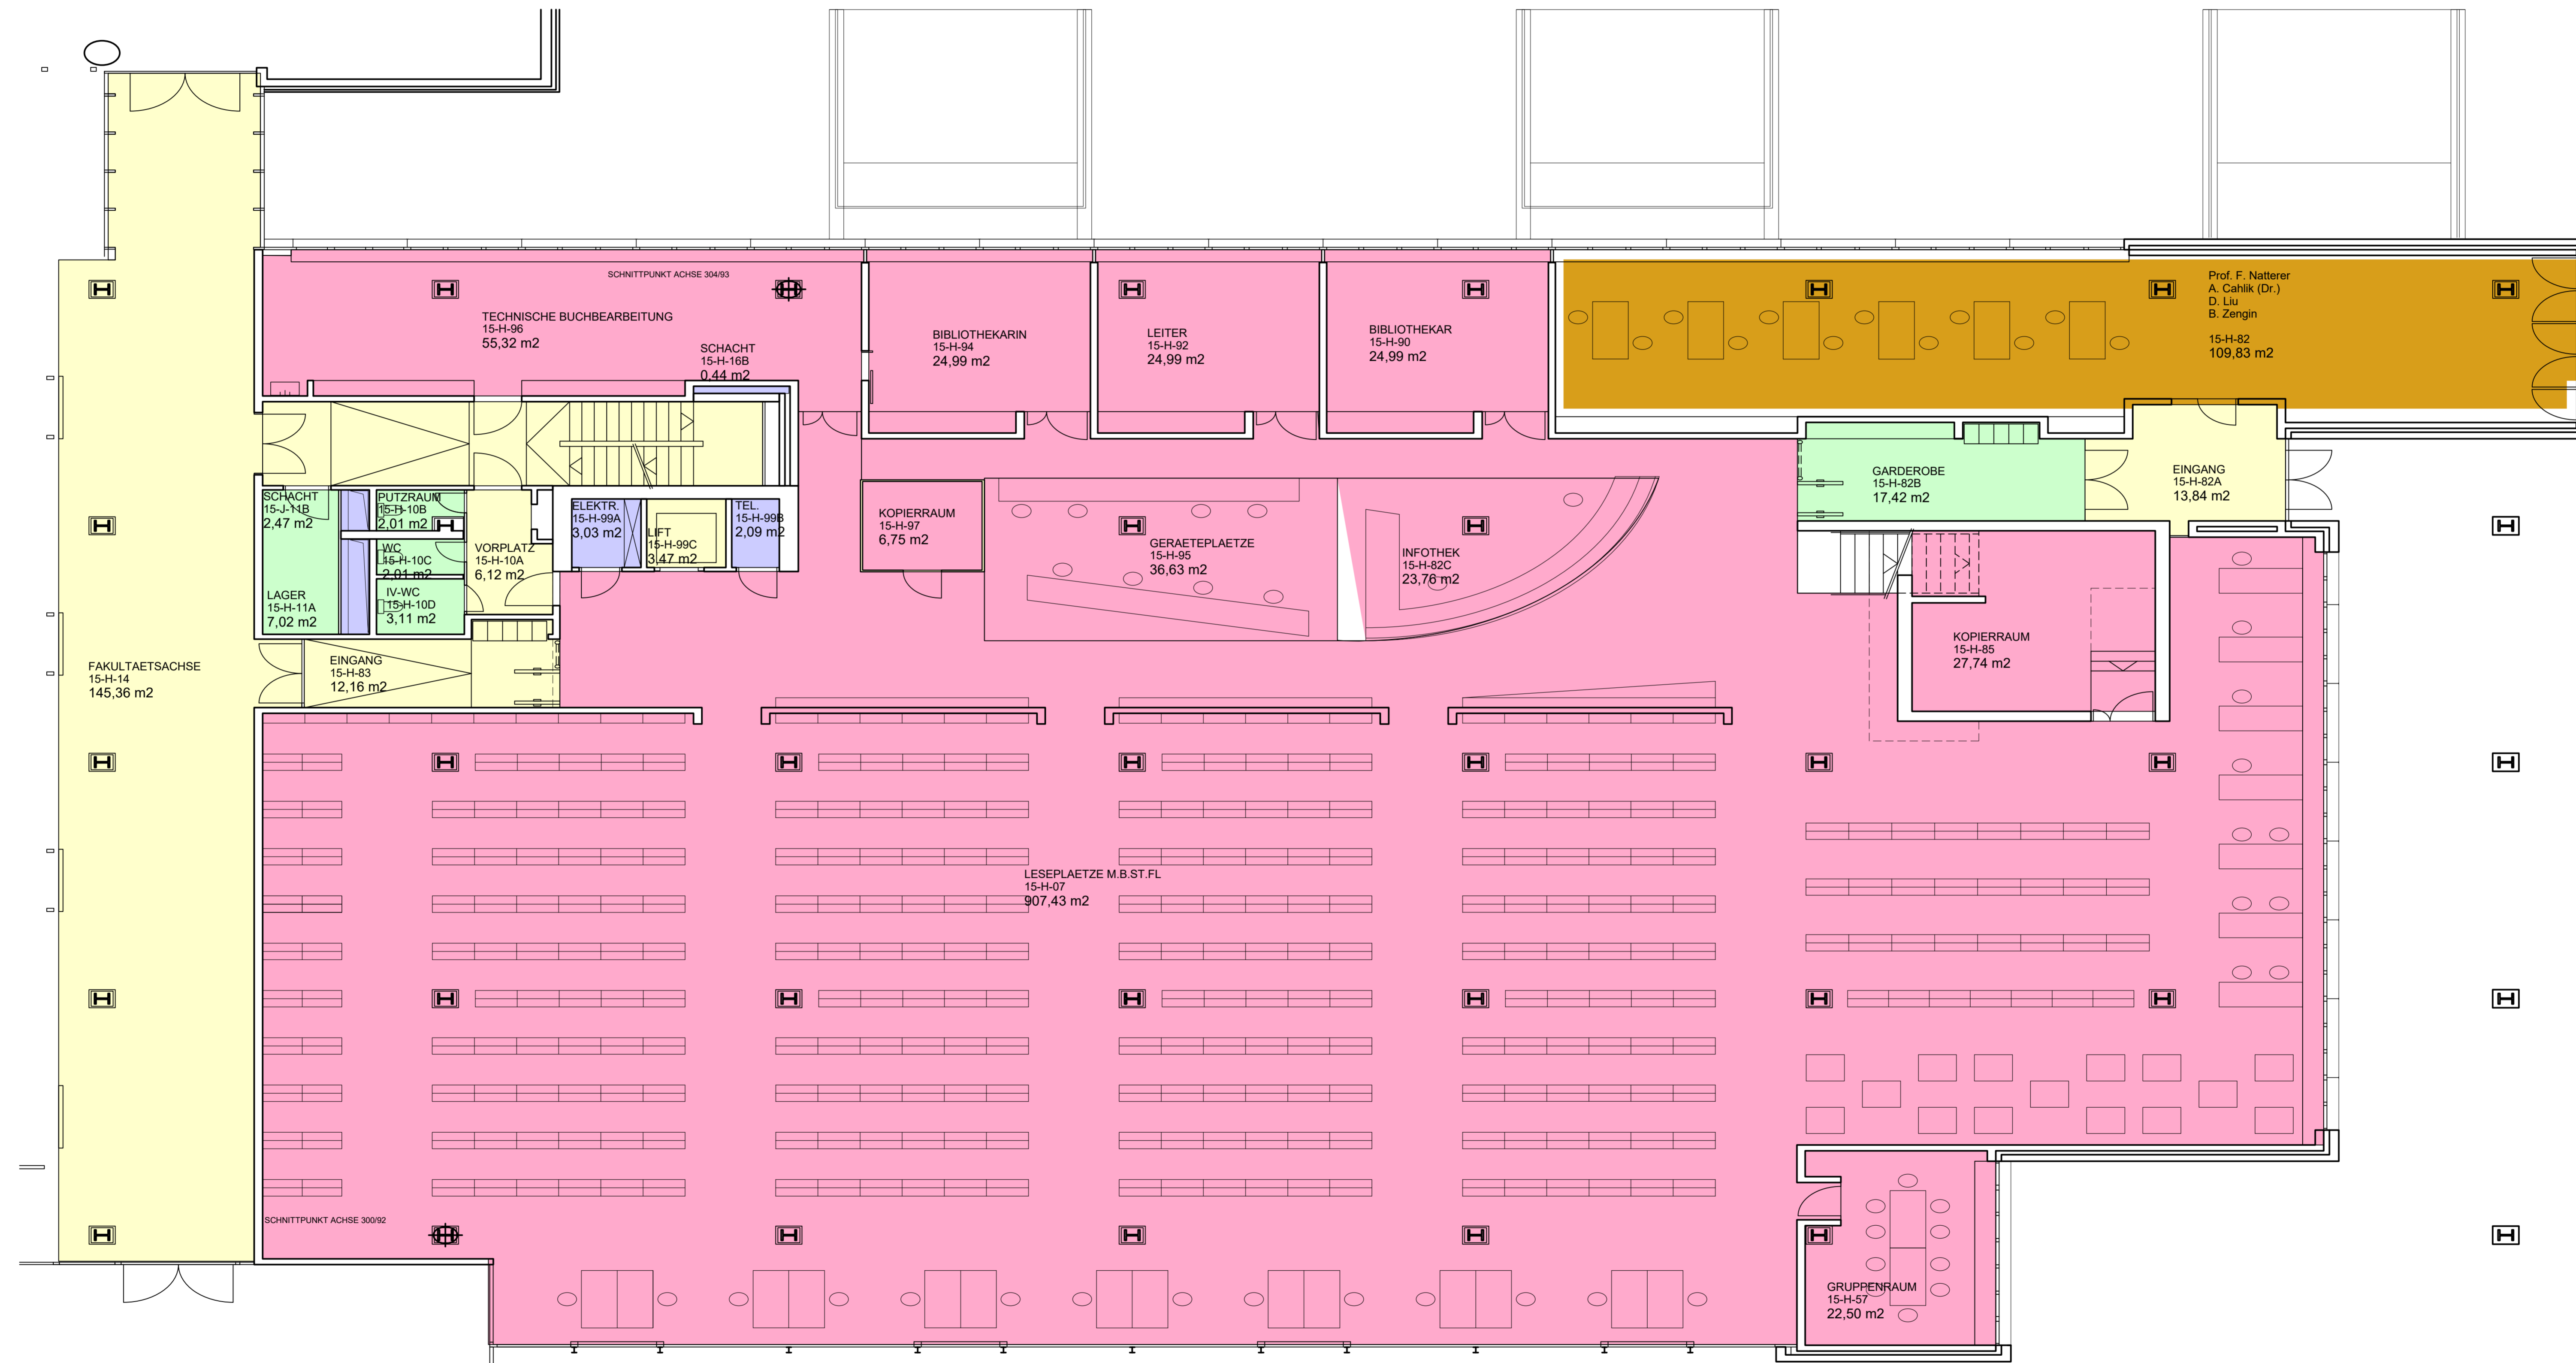 SCHNITTPUNKT ACHSE 304/93
TECHNISCHE BUCHBEARBEITUNG
15-H-96
55,32 m2
SCHACHT
15-H-16B
0,44 m2
BIBLIOTHEKARIN
15-H-94
24,99 m2
LEITER
15-H-92
24,99 m2
BIBLIOTHEKAR
15-H-90
24,99 m2
Prof. F. Natterer
A. Cahlik (Dr.)
D. Liu
B. Zengin
15-H-82
109,83 m2
GARDEROBE
15-H-82B
17,42 m2
EINGANG
15-H-82A
13,84 m2
SCHACHT
15-J-11B
2,47 m2
PUTZRAUM
15-H-10B
2,01 m2
WC
15-H-10C
2,01 m2
VORPLATZ
15-H-10A
6,12 m2
ELEKTR.
15-H-99A
3,03 m2
LIFT
15-H-99C
3,47 m2
TEL.
15-H-99B
2,09 m2
KOPIERRAUM
15-H-97
6,75 m2
GERAETEPLAETZE
15-H-95
36,63 m2
INFOTHEK
15-H-82C
23,76 m2
LAGER
15-H-11A
7,02 m2
IV-WC
15-H-10D
3,11 m2
KOPIERRAUM
15-H-85
27,74 m2
FAKULTAETSACHSE
15-H-14
145,36 m2
EINGANG
15-H-83
12,16 m2
LESEPLAETZE M.B.ST.FL
15-H-07
907,43 m2
SCHNITTPUNKT ACHSE 300/92
GRUPPENRAUM
15-H-57
22,50 m2